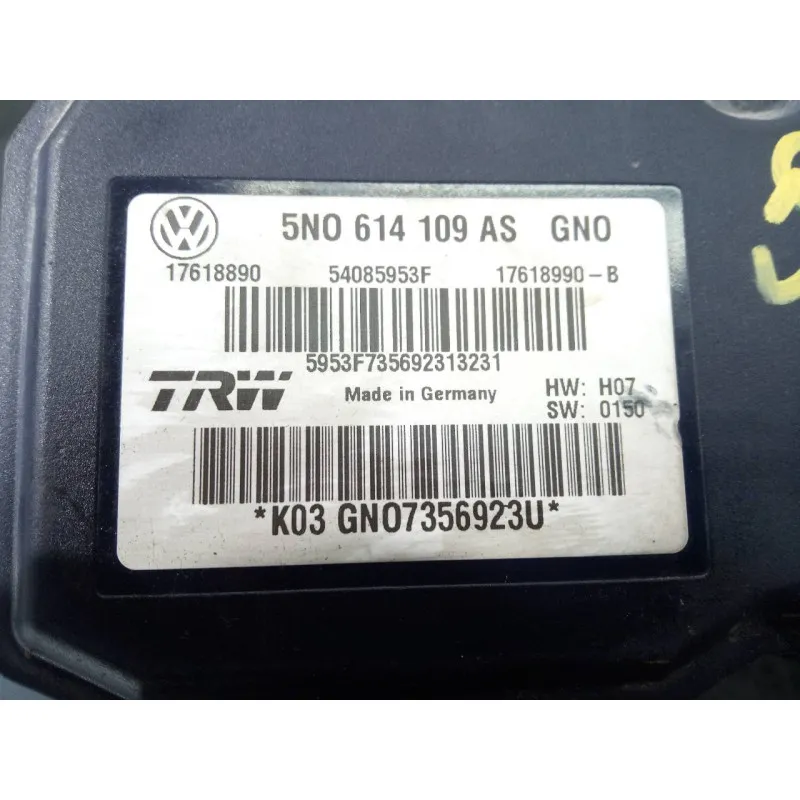 5N0 614 109 AS GNO
17618890 54085953F 17618990-B
5953F735692313231
TRW Made in Germany HW: H07
SW: 0150
*K03 GNO7356923U*